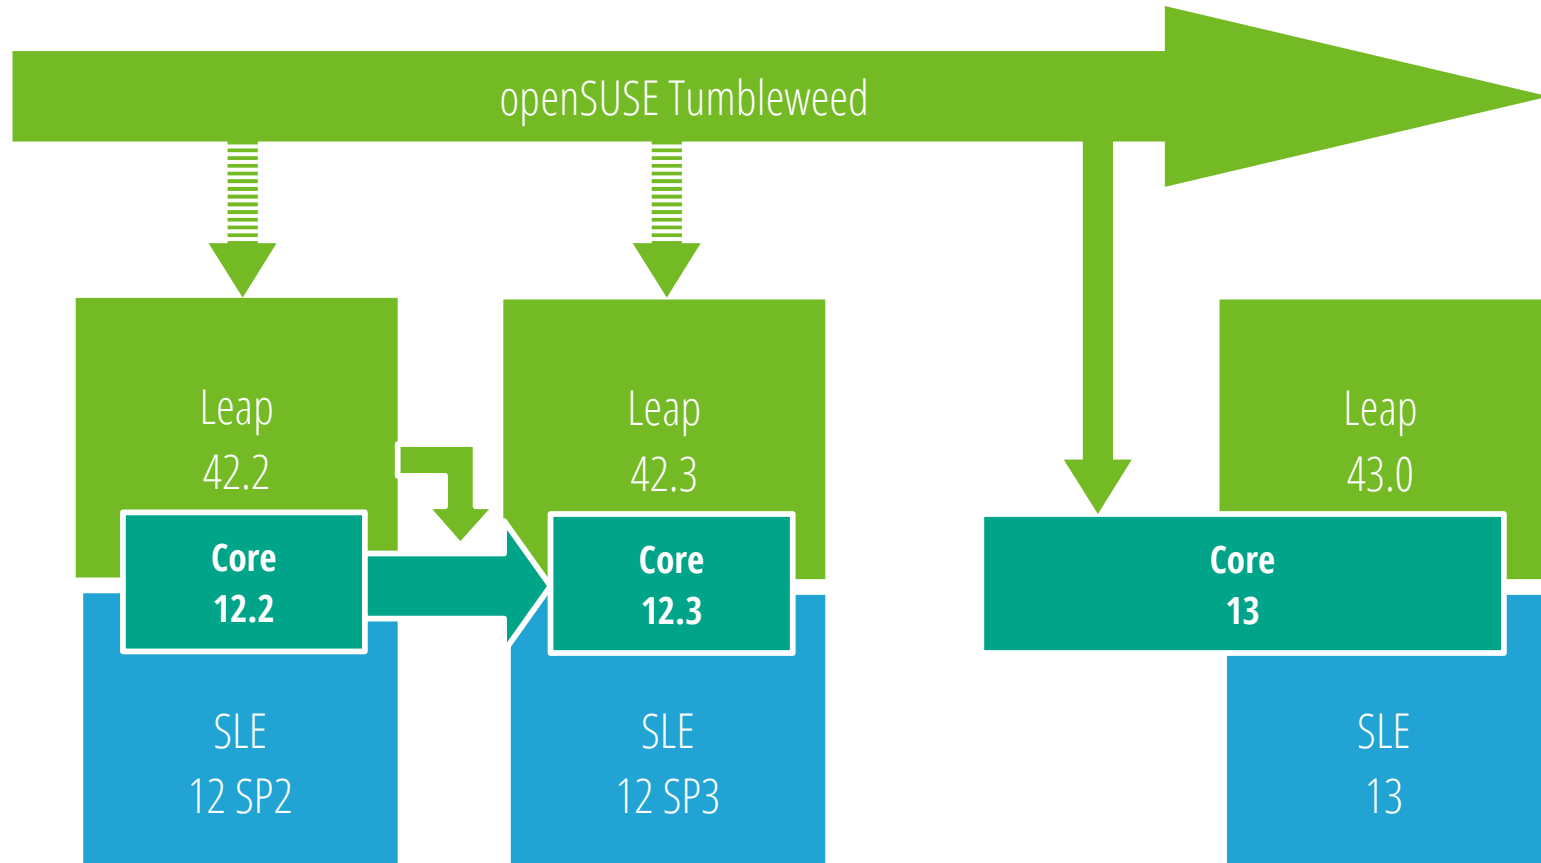 openSUSE Tumbleweed
Leap
42.2
Leap
42.3
Leap
43.0
Core
12.2
Core
12.3
Core
13
SLE
12 SP2
SLE
12 SP3
SLE
13